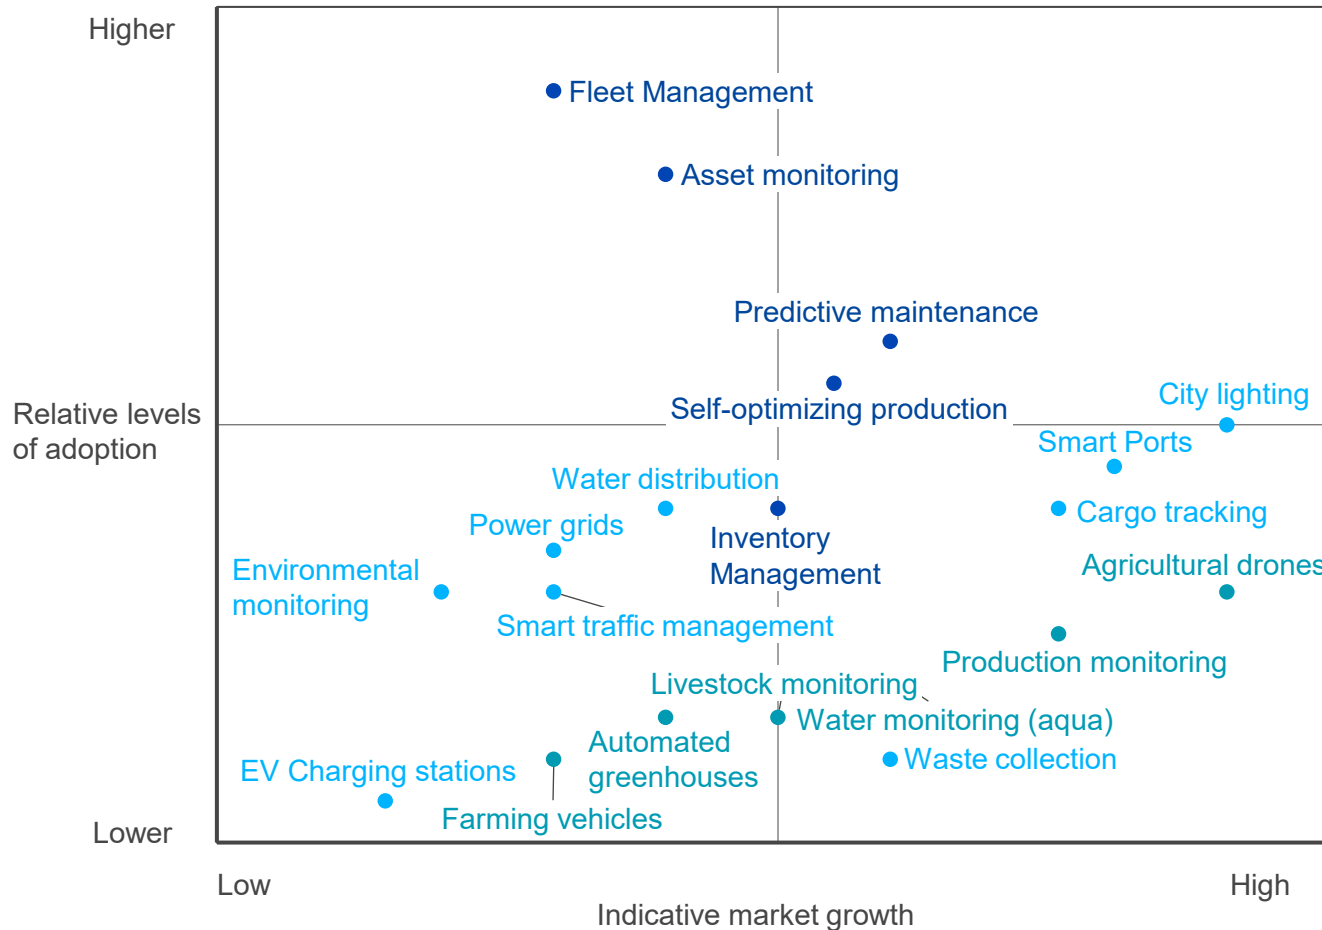 Higher
Fleet Management
Asset monitoring
Predictive maintenance
Self-optimizing production
City lighting
Relative levels
of adoption
Smart Ports
Water distribution
Cargo tracking
Power grids
Inventory
Management
Environmental
monitoring
Agricultural drones
Smart traffic management
Production monitoring
Livestock monitoring
Water monitoring (aqua)
Automated
greenhouses
Waste collection
EV Charging stations
Farming vehicles
Lower
Low
High
Indicative market growth